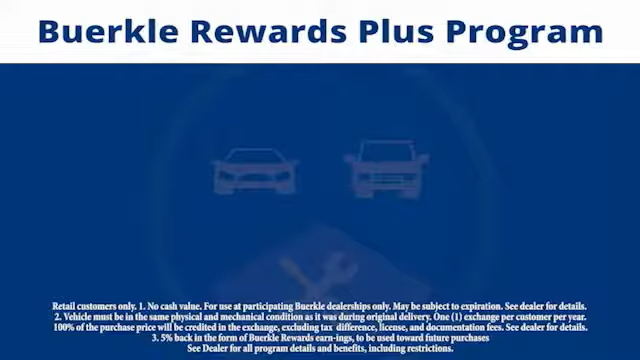 Buerkle Rewards Plus Program
Retail customers only. 1. No cash value. For use at participating Buerkle dealerships only. May be subject to expiration. See dealer for details.
2. Vehicle must be in the same physical and mechanical condition as it was during original delivery. One (1) exchange per customer per year.
100% of the purchase price will be credited in the exchange, excluding tax difference, license, and documentation fees. See dealer for details.
3. 5% back in the form of Buerkle Rewards earn-ings, to be used toward future purchases
See Dealer for all program details and benefits, including restrictions.